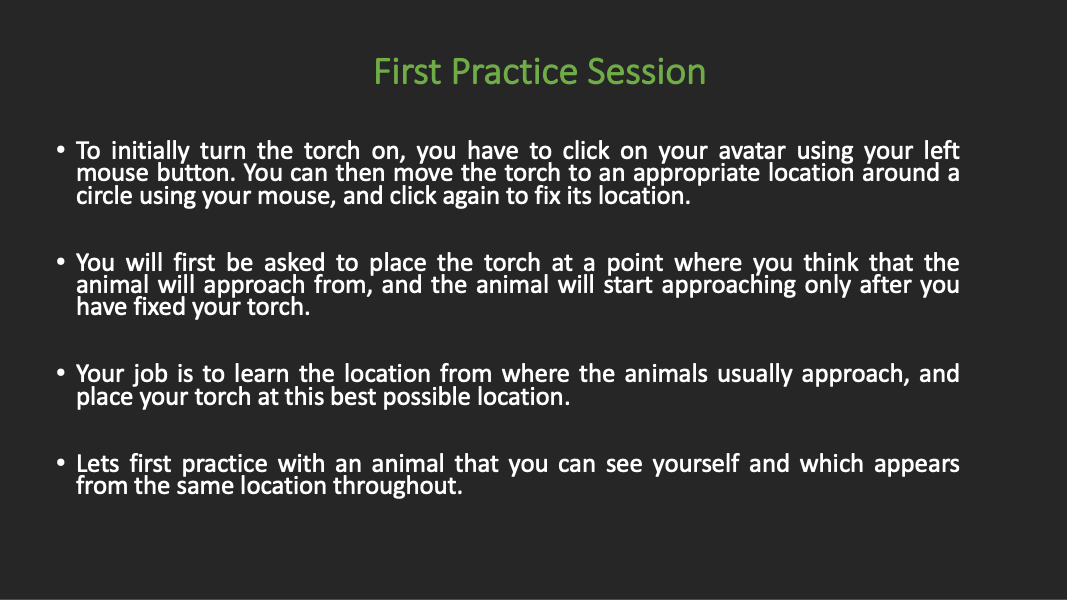 First Practice Session
• To initially turn the torch on, you have to click on your avatar using your left
mouse button. You can then move the torch to an appropriate location around a
circle using your mouse, and click again to fix its location.
• You will first be asked to place the torch at a point where you think that the
animal will approach from, and the animal will start approaching only after you
have fixed your torch.
• Your job is to learn the location from where the animals usually approach, and
place your torch at this best possible location.
• Lets first practice with an animal that you can see yourself and which appears
from the same location throughout.